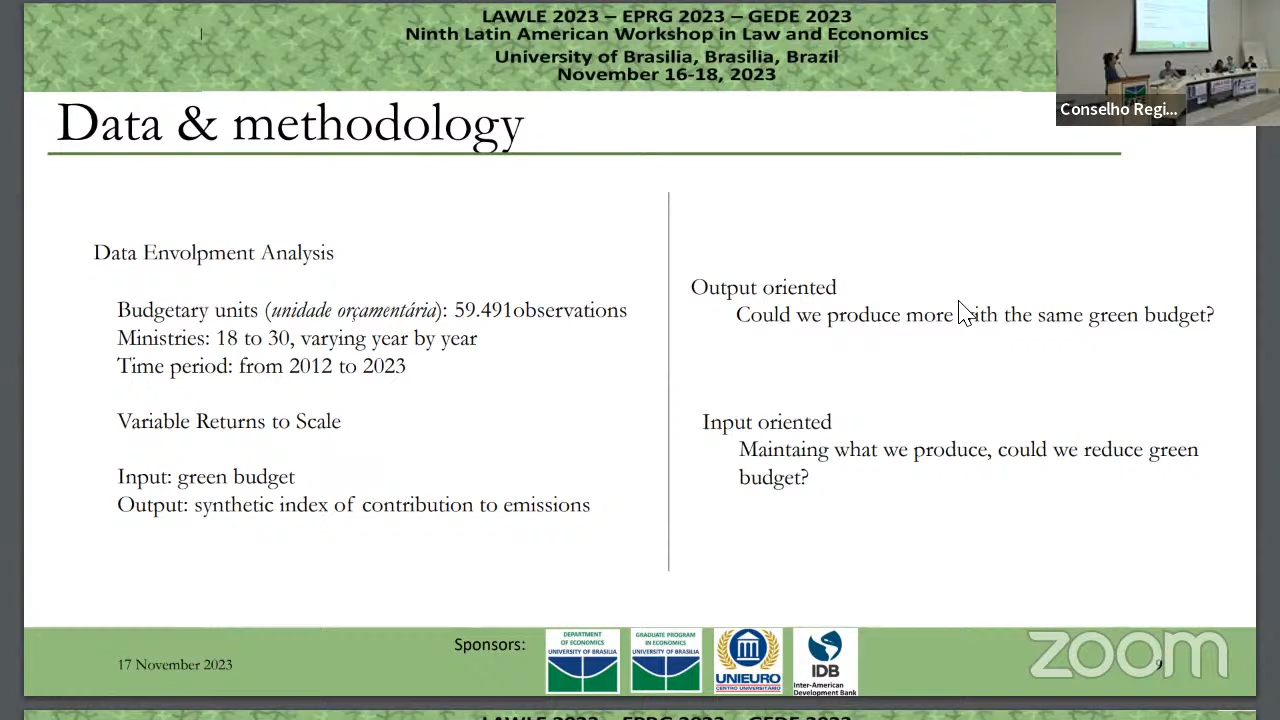 LAWLE 2023 – EPRG 2023 – GEDE 2023
Ninth Latin American Workshop in Law and Economics
University of Brasilia, Brasilia, Brazil
November 16-18, 2023
Conselho Regi...
Data & methodology
Data Envolpment Analysis
Budgetary units (unidade orçamentária): 59.491observations
Ministries: 18 to 30, varying year by year
Time period: from 2012 to 2023
Variable Returns to Scale
Input: green budget
Output: synthetic index of contribution to emissions
Output oriented
Could we produce more with the same green budget?
Input oriented
Maintaing what we produce, could we reduce green
budget?
17 November 2023
Sponsors:
DEPARTMENT
OF ECONOMICS
UNIVERSITY OF BRASILIA
GRADUATE PROGRAM
IN ECONOMICS
UNIVERSITY OF BRASILIA
UNIEURO
CENTRO UNIVERSITÁRIO
IDB
Inter-American
Development Bank
zoom
9
LAWLE 2023 – EPRG 2023 – GEDE 2023